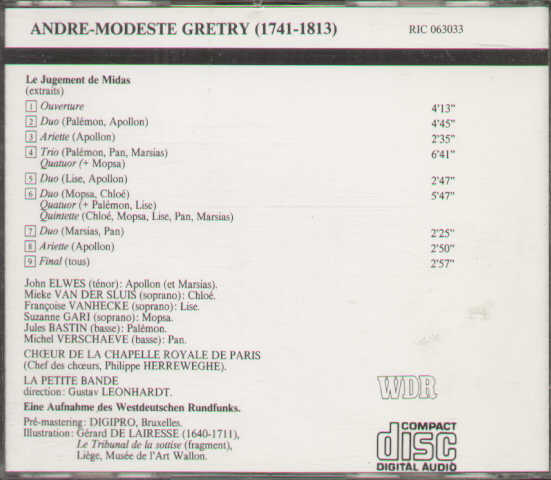 ANDRE-MODESTE GRETRY (1741-1813) RIC 063033
Le Jugement de Midas
(extraits)
1 Ouverture 4'13"
2 Duo (Palémon, Apollon) 4'45"
3 Ariette (Apollon) 2'35"
4 Trio (Palémon, Pan, Marsias) 6'41"
Quatuor (+ Mopsa)
5 Duo (Lise, Apollon) 2'47"
6 Duo (Mopsa, Chloé) 5'47"
Quatuor (+ Palémon, Lise)
Quintette (Chloé, Mopsa, Lise, Pan, Marsias)
7 Duo (Marsias, Pan) 2'25"
8 Ariette (Apollon) 2'50"
9 Final (tous) 2'57"
John ELWES (ténor): Apollon (et Marsias).
Mieke VAN DER SLUIS (soprano): Chloé.
Françoise VANHECKE (soprano): Lise.
Suzanne GARI (soprano): Mopsa.
Jules BASTIN (basse): Palémon.
Michel VERSCHAEVE (basse): Pan.
CHŒUR DE LA CHAPELLE ROYALE DE PARIS
(Chef des chœurs, Philippe HERREWEGHE).
LA PETITE BANDE
direction: Gustav LEONHARDT.
WDR
Eine Aufnahme des Westdeutschen Rundfunks.
Pré-mastering: DIGIPRO, Bruxelles.
Illustration: Gérard DE LAIRESSE (1640-1711),
Le Tribunal de la sottise (fragment),
Liège, Musée de l'Art Wallon.
COMPACT
disc
DIGITAL AUDIO